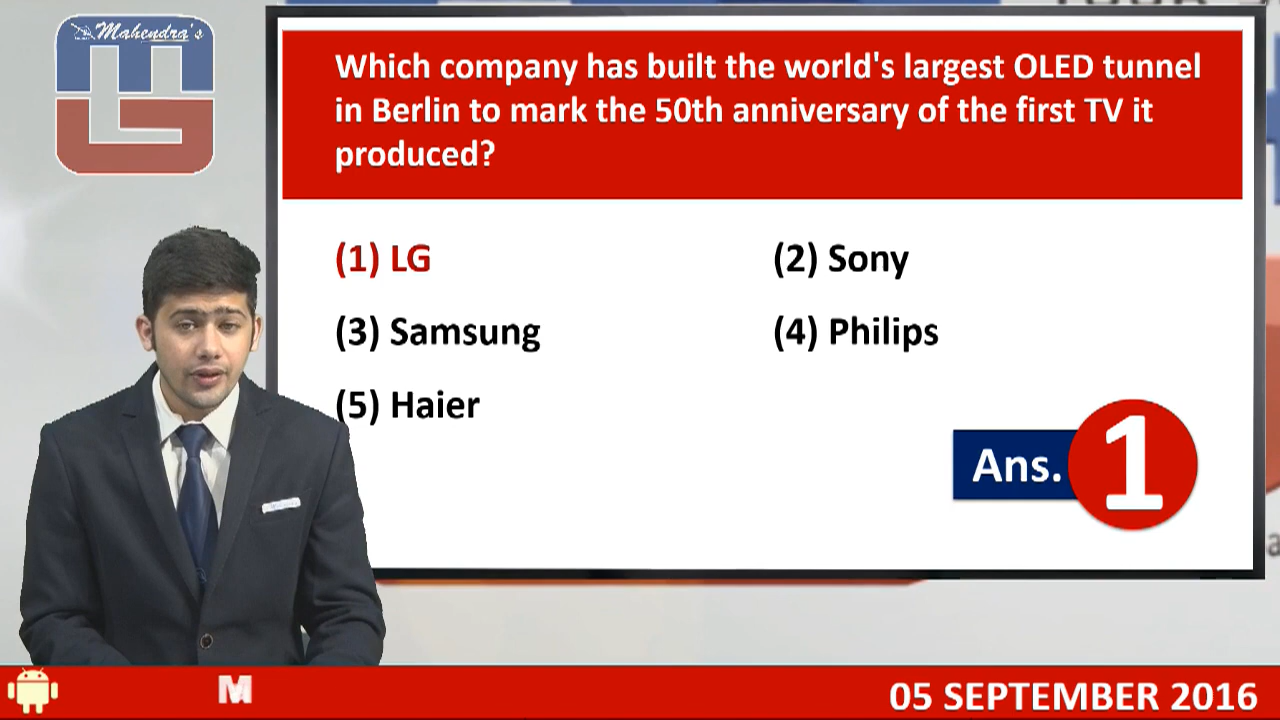 Mahendra's
Which company has built the world's largest OLED tunnel
in Berlin to mark the 50th anniversary of the first TV it
produced?
(1) LG
(2) Sony
(3) Samsung
(4) Philips
(5) Haier
Ans. 1
M
05 SEPTEMBER 2016